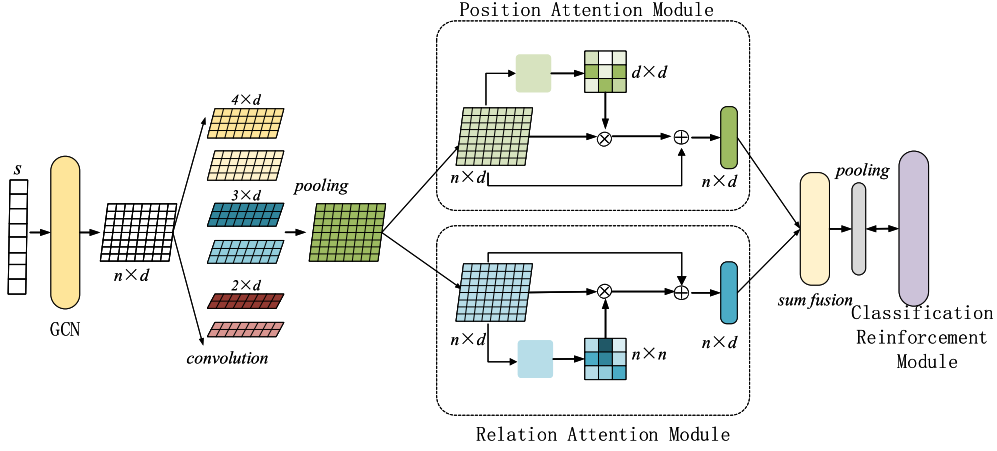 Position Attention Module
s
GCN
n×d
4×d
3×d
2×d
convolution
pooling
n×d
d×d
n×d
n×d
n×n
n×d
Relation Attention Module
sum fusion
pooling
Classification
Reinforcement
Module